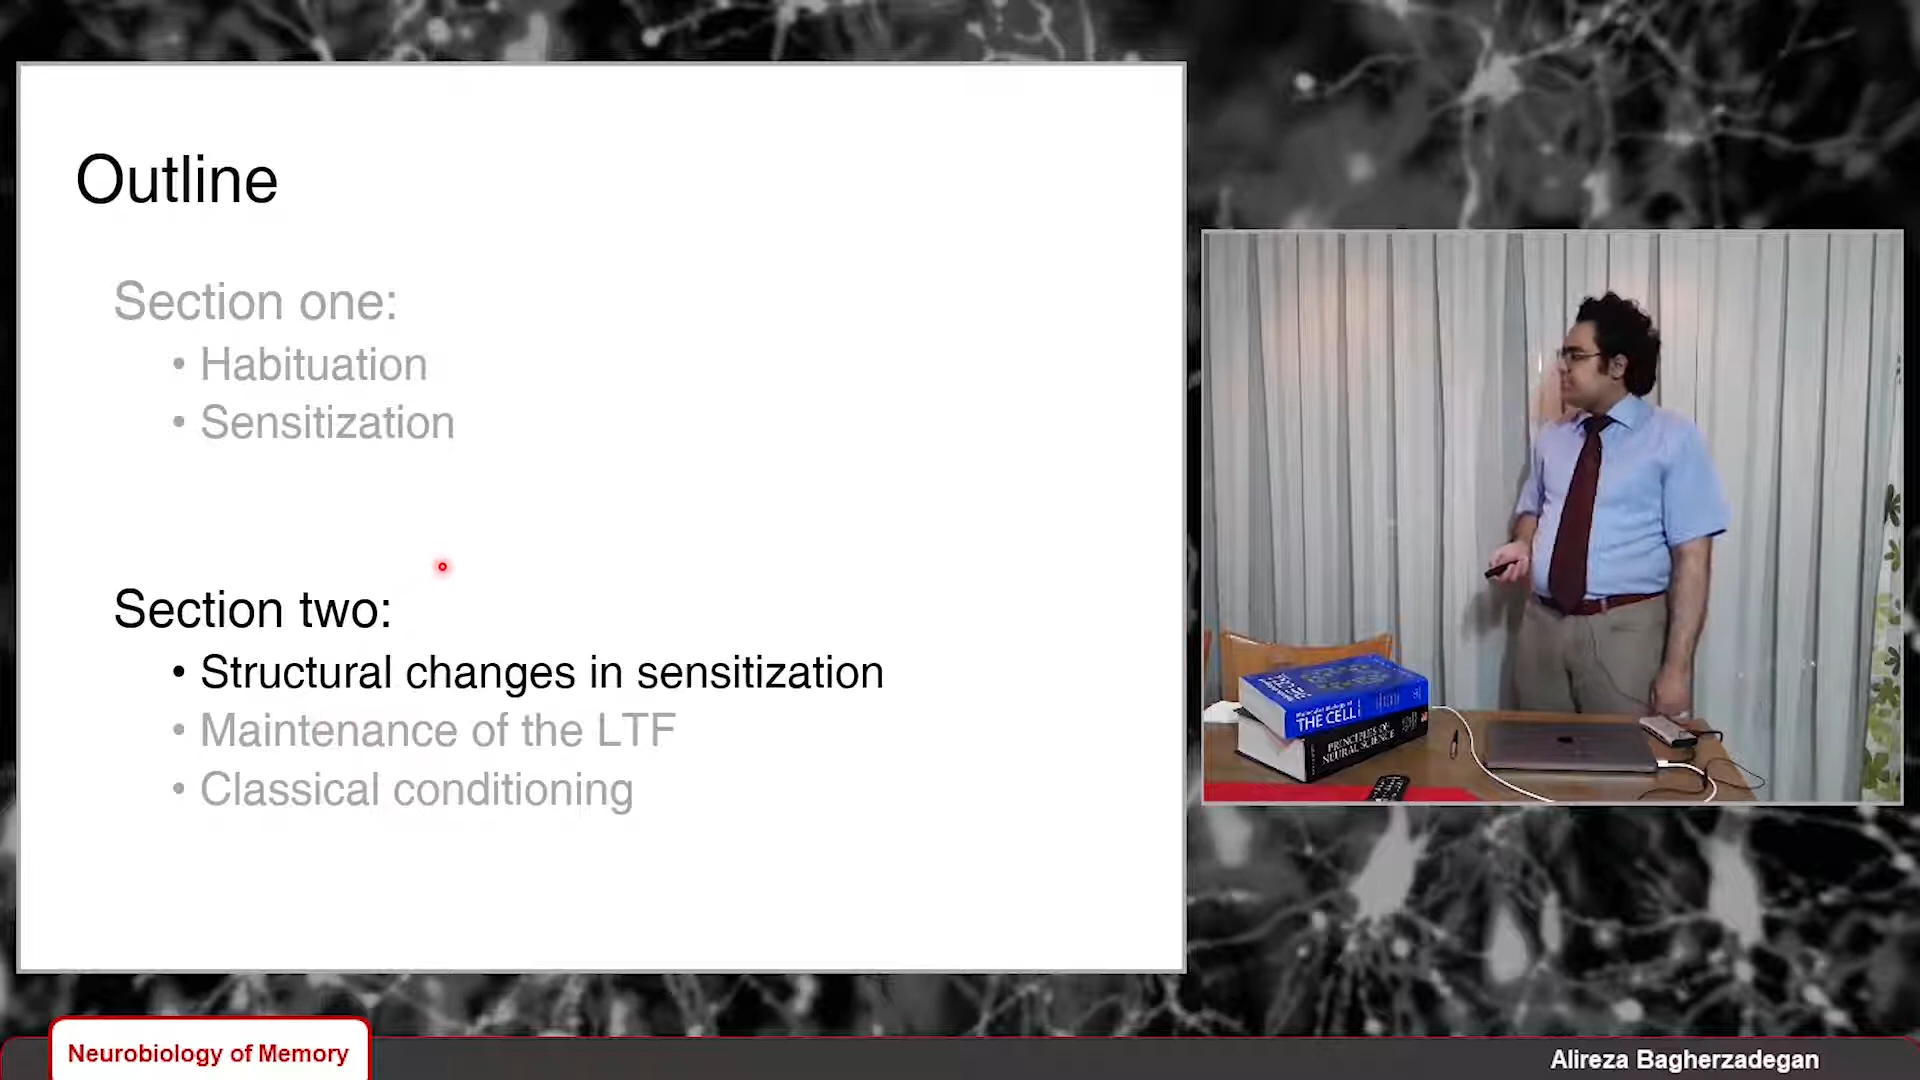 Outline
Section one:
• Habituation
• Sensitization
Section two:
• Structural changes in sensitization
• Maintenance of the LTF
• Classical conditioning
THE CELL
PRINCIPLES OF
NEURAL SCIENCE
Neurobiology of Memory
Alireza Bagherzadegan